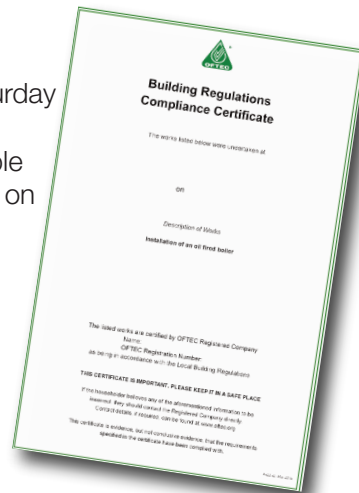 urday
ple
on
OFTEC
Building Regulations
Compliance Certificate
The works listed below were undertaken at
on
Description of Works
Installation of an oil fired boiler
The listed works are certified by OFTEC Registered Company
Name:
OFTEC Registration Number:
as being in accordance with the Local Building Regulations
THIS CERTIFICATE IS IMPORTANT, PLEASE KEEP IT IN A SAFE PLACE
If the householder believes any of the aforementioned information to be
incorrect, they should contact the Registered Company directly.
Contact details, if required, can be found at www.oftec.org
This certificate is evidence, but not conclusive evidence, that the requirements
specified in the certificate have been complied with.